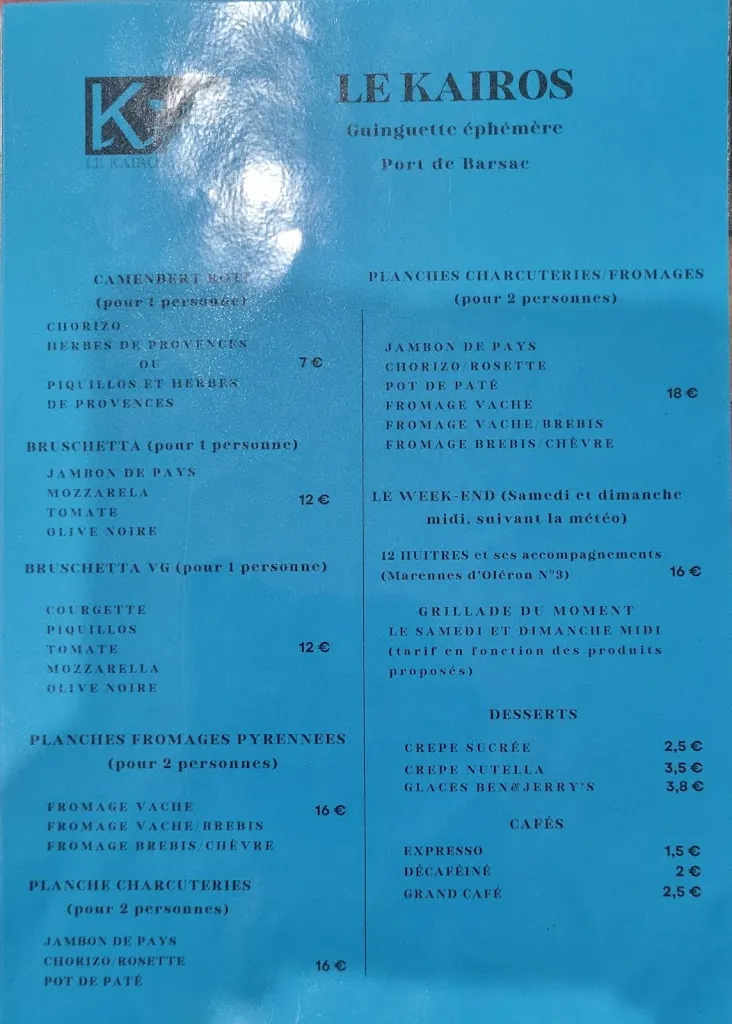 LE KAIROS
Guinguette éphémère
Port de Barsac
K
LE KAIRO
CAMENBERT ROTI
(pour 1 personne)
CHORIZO
HERBES DE PROVENCES
OU
7 €
PIQUILLOS ET HERBES
DE PROVENCES
BRUSCHETTA (pour 1 personne)
JAMBON DE PAYS
MOZZARELA
12 €
TOMATE
OLIVE NOIRE
BRUSCHETTA VG (pour 1 personne)
COURGETTE
PIQUILLOS
TOMATE
12 €
MOZZARELLA
OLIVE NOIRE
PLANCHES FROMAGES PYRENNEES
(pour 2 personnes)
FROMAGE VACHE
16 €
FROMAGE VACHE/BREBIS
FROMAGE BREBIS/CHÈVRE
PLANCHE CHARCUTERIES
(pour 2 personnes)
JAMBON DE PAYS
CHORIZO/ROSETTE
16 €
POT DE PATÉ
PLANCHES CHARCUTERIES/FROMAGES
(pour 2 personnes)
JAMBON DE PAYS
CHORIZO/ROSETTE
POT DE PATÉ
18 €
FROMAGE VACHE
FROMAGE VACHE/BREBIS
FROMAGE BREBIS/CHÈVRE
LE WEEK-END (Samedi et dimanche
midi, suivant la météo)
12 HUITRES et ses accompagnements
(Marennes d'Oléron N°3)
16 €
GRILLADE DU MOMENT
LE SAMEDI ET DIMANCHE MIDI
(tarif en fonction des produits
proposés)
DESSERTS
CREPE SUCRÉE 2,5 €
CREPE NUTELLA 3,5 €
GLACES BEN&JERRY'S 3,8 €
CAFÉS
EXPRESSO 1,5 €
DÉCAFÉINÉ 2 €
GRAND CAFÉ 2,5 €